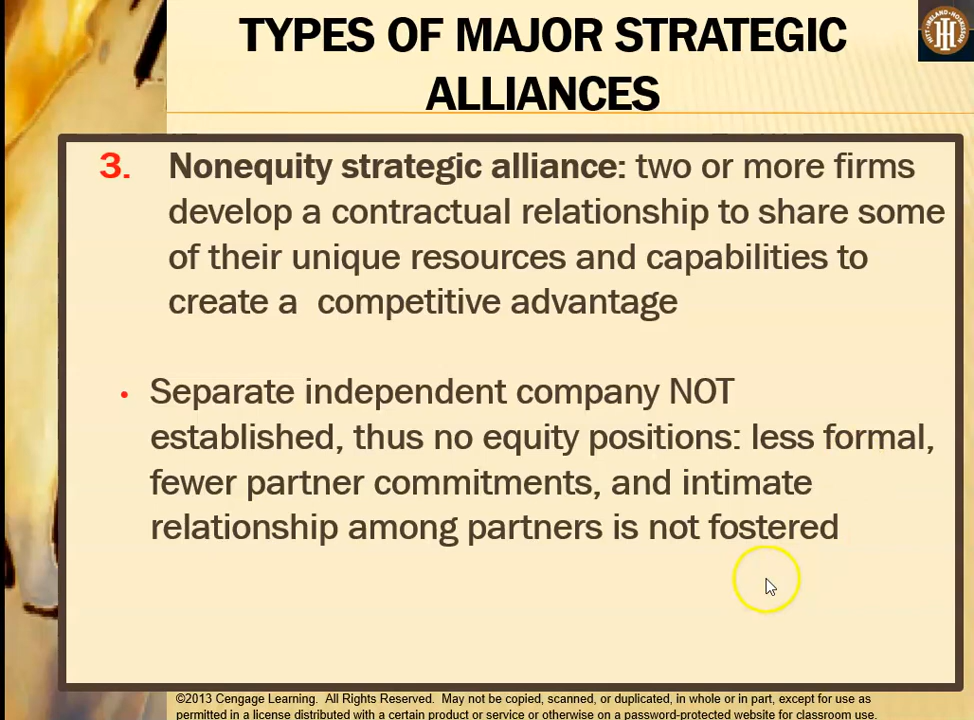 TYPES OF MAJOR STRATEGIC
ALLIANCES
3. Nonequity strategic alliance: two or more firms
develop a contractual relationship to share some
of their unique resources and capabilities to
create a competitive advantage
• Separate independent company NOT
established, thus no equity positions: less formal,
fewer partner commitments, and intimate
relationship among partners is not fostered
©2013 Cengage Learning. All Rights Reserved. May not be copied, scanned, or duplicated, in whole or in part, except for use as
permitted in a license distributed with a certain product or service or otherwise on a password-protected website for classroom use.
HITT·IRELAND·HOSKISSON